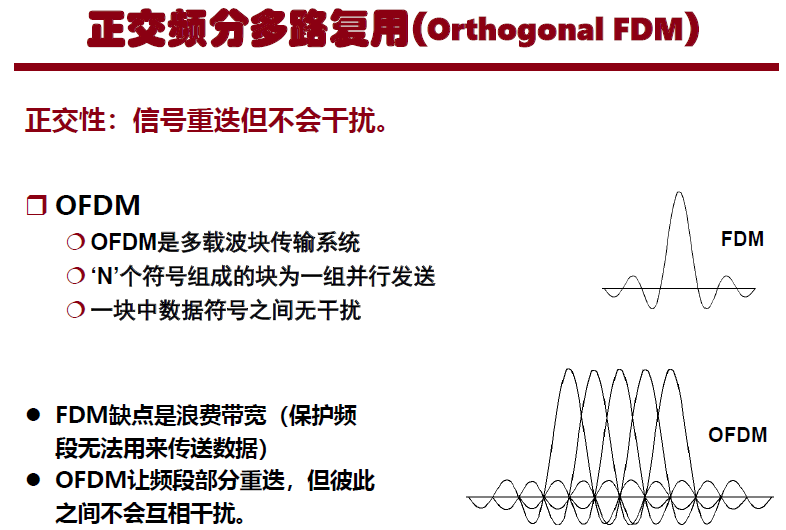 正交频分多路复用(Orthogonal FDM)
正交性：信号重迭但不会干扰。
OFDM
OFDM是多载波块传输系统
‘N’个符号组成的块为一组并行发送
一块中数据符号之间无干扰
FDM
FDM缺点是浪费带宽（保护频
段无法用来传送数据）
OFDM让频段部分重迭，但彼此
之间不会互相干扰。
OFDM